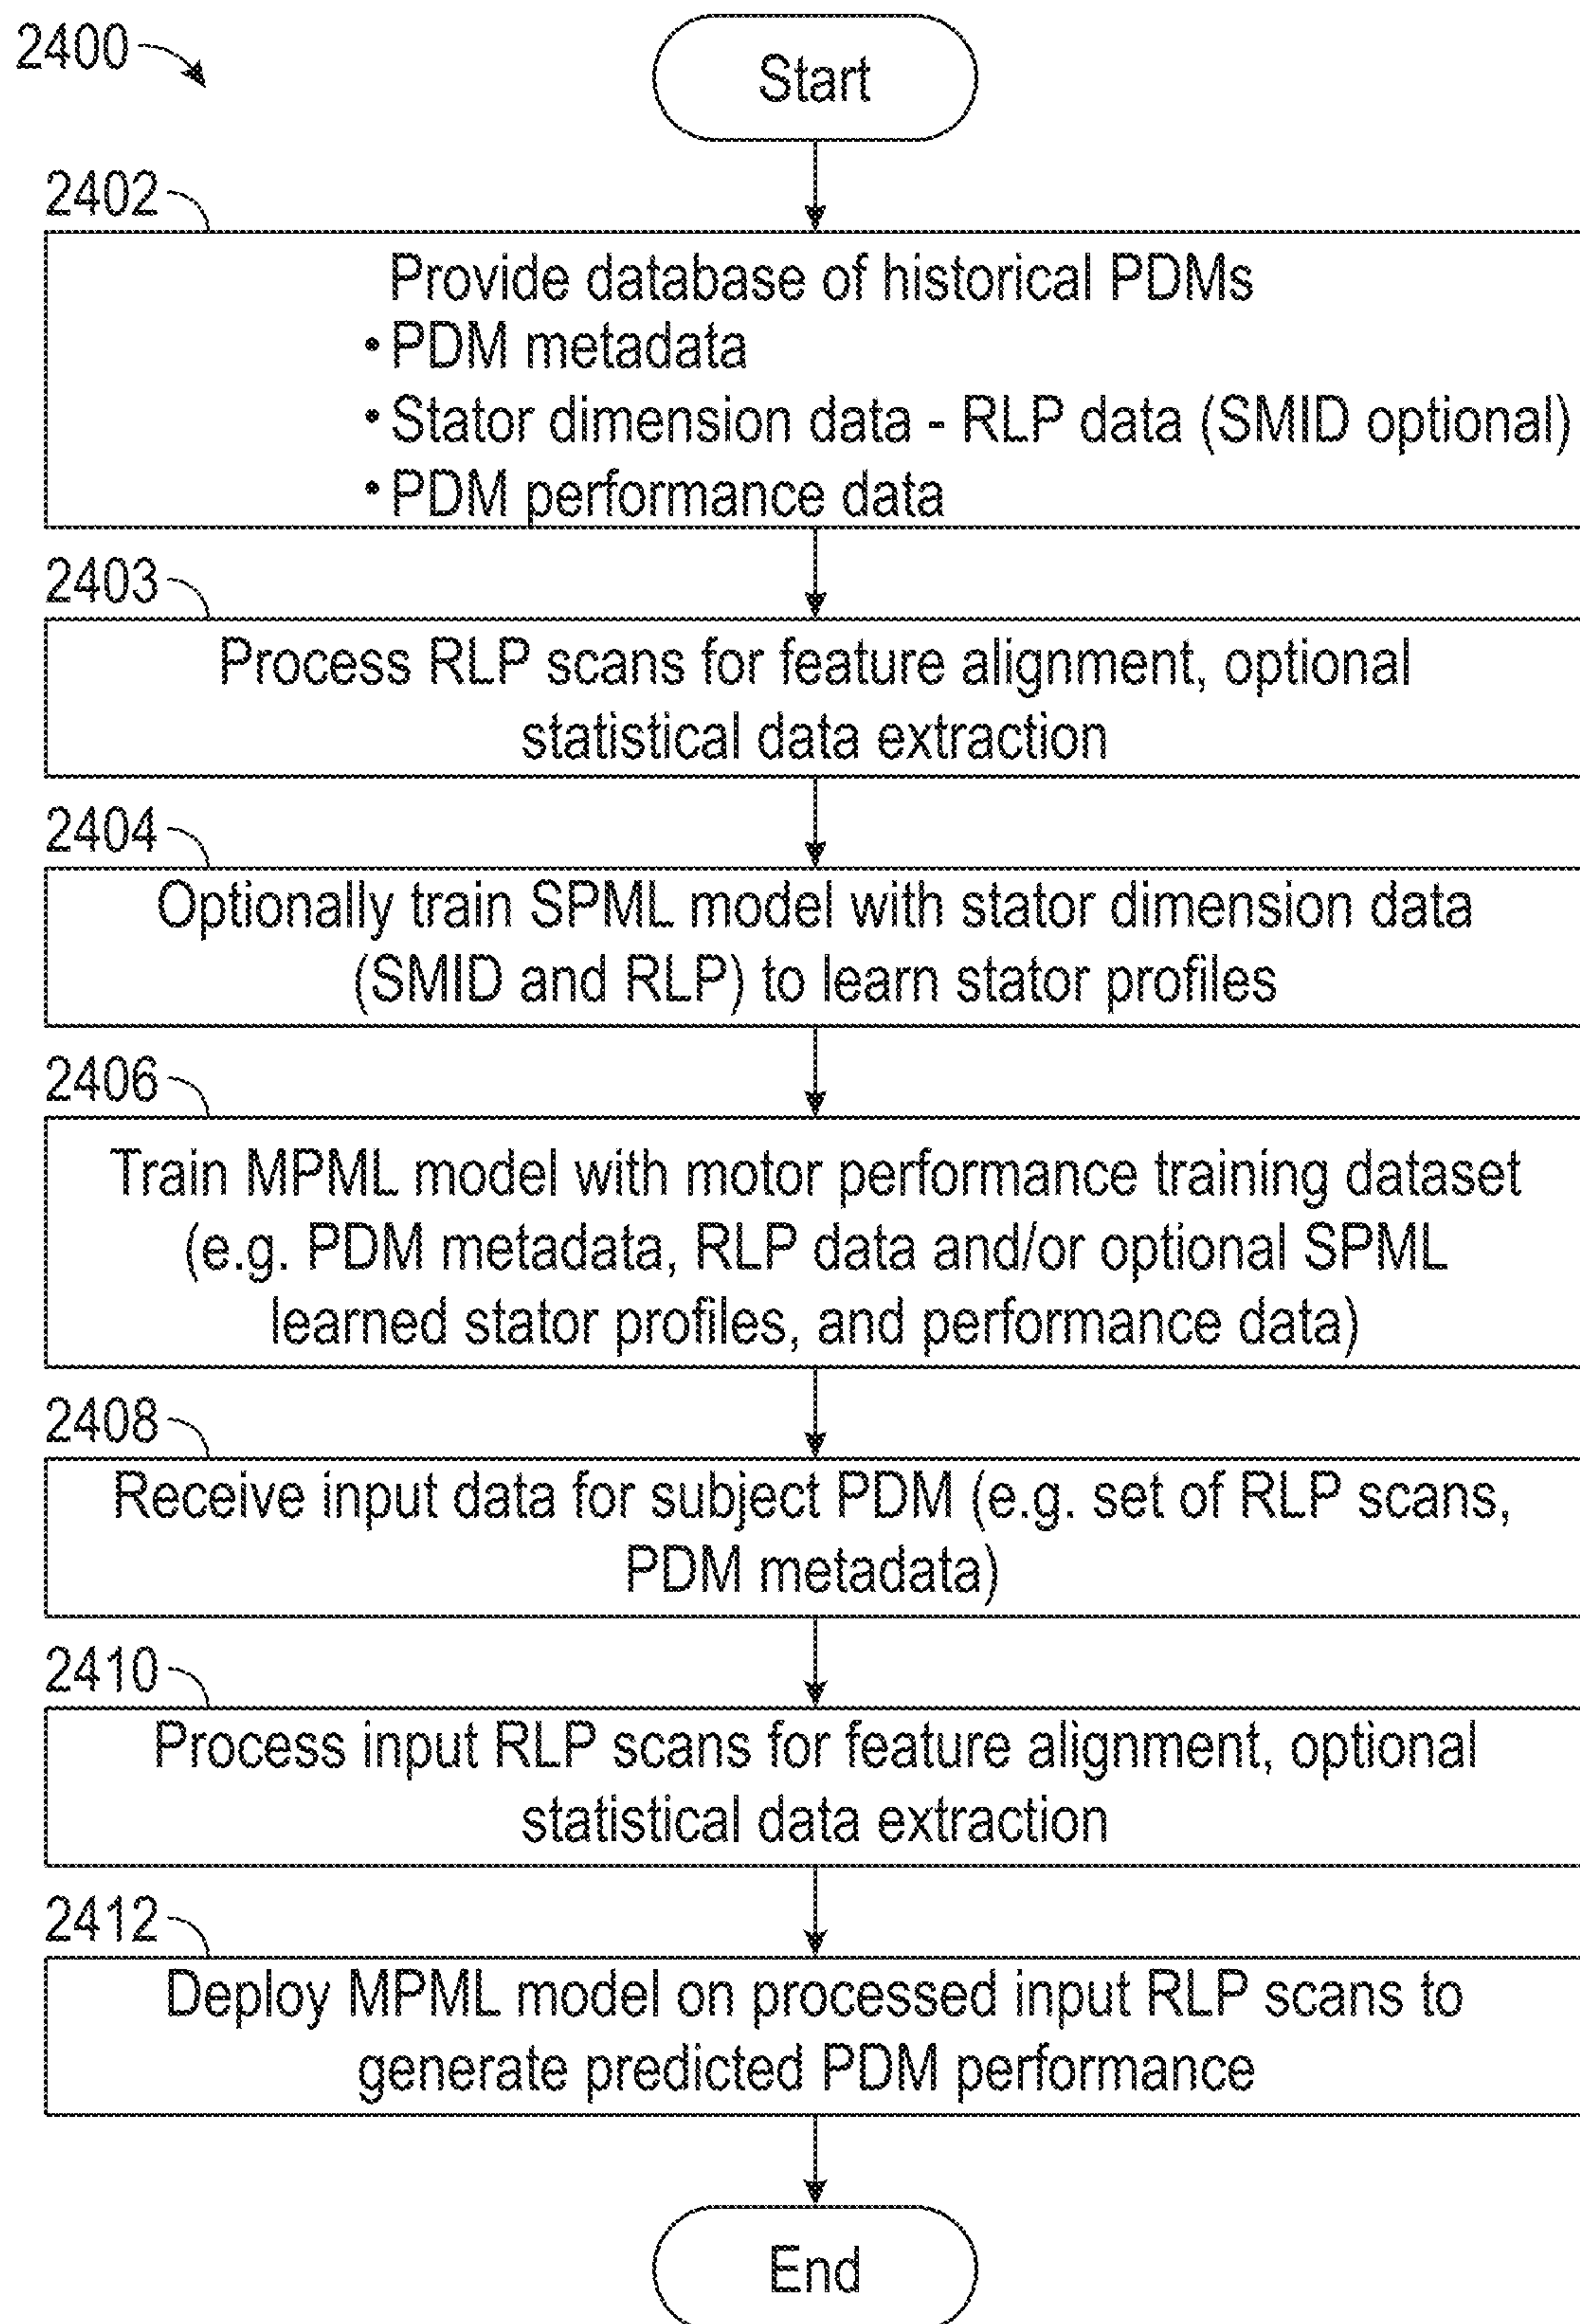 2400
Start
2402
Provide database of historical PDMs
• PDM metadata
• Stator dimension data - RLP data (SMID optional)
• PDM performance data
2403
Process RLP scans for feature alignment, optional
statistical data extraction
2404
Optionally train SPML model with stator dimension data
(SMID and RLP) to learn stator profiles
2406
Train MPML model with motor performance training dataset
(e.g. PDM metadata, RLP data and/or optional SPML
learned stator profiles, and performance data)
2408
Receive input data for subject PDM (e.g. set of RLP scans,
PDM metadata)
2410
Process input RLP scans for feature alignment, optional
statistical data extraction
2412
Deploy MPML model on processed input RLP scans to
generate predicted PDM performance
End